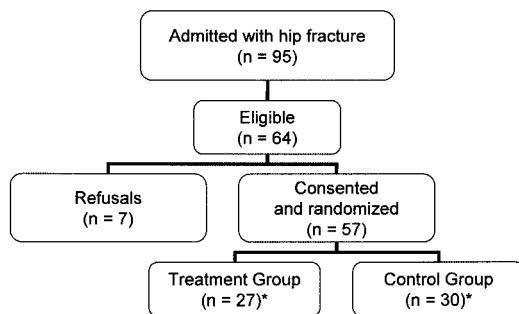 Admitted with hip fracture
(n = 95)
Eligible
(n = 64)
Refusals
(n = 7)
Consented
and randomized
(n = 57)
Treatment Group
(n = 27)*
Control Group
(n = 30)*